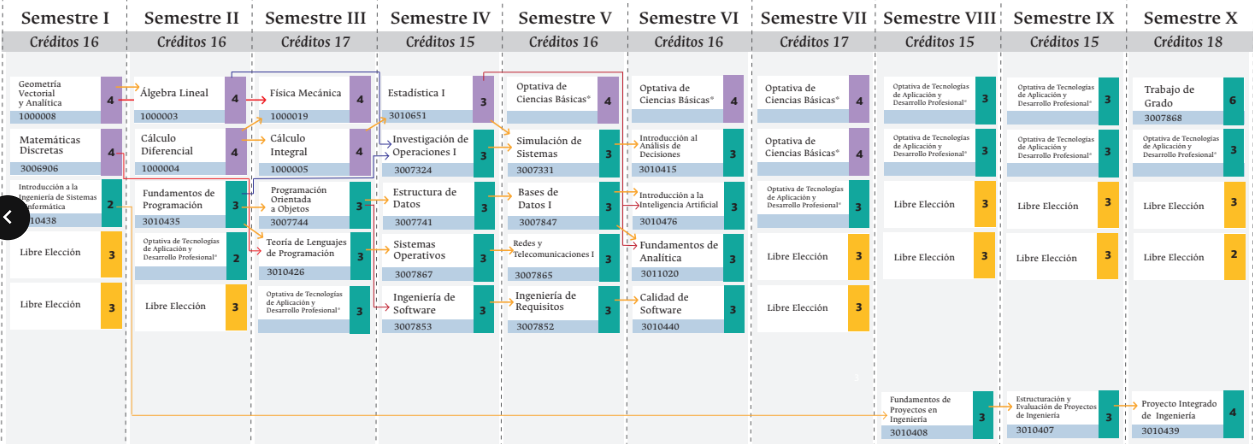 Semestre I
Créditos 16
Geometría
Vectorial
y Analítica
4
1000008
Matemáticas
Discretas
4
3006906
Introducción a la
Ingeniería de Sistemas
nformática
2
10438
Libre Elección
3
Libre Elección
3
Semestre II
Créditos 16
Álgebra Lineal
4
1000003
Cálculo
Diferencial
4
1000004
Fundamentos de
Programación
3
3010435
Optativa de Tecnologías
de Aplicación y
Desarrollo Profesional*
2
Libre Elección
3
Semestre III
Créditos 17
Física Mecánica
4
1000019
Cálculo
Integral
4
1000005
Programación
Orientada
a Objetos
3
3007744
Teoría de Lenguajes
de Programación
3
3010426
Optativa de Tecnologías
de Aplicación y
Desarrollo Profesional*
3
Semestre IV
Créditos 15
Estadística I
3
3010651
Investigación de
Operaciones I
3
3007324
Estructura de
Datos
3
3007741
Sistemas
Operativos
3
3007867
Ingeniería de
Software
3
3007853
Semestre V
Créditos 16
Optativa de
Ciencias Básicas*
4
Simulación de
Sistemas
3
3007331
Bases de
Datos I
3
3007847
Redes y
Telecomunicaciones I
3
3007865
Ingeniería de
Requisitos
3
3007852
Semestre VI
Créditos 16
Optativa de
Ciencias Básicas*
4
Introducción al
Análisis de
Decisiones
3
3010415
Introducción a la
Inteligencia Artificial
3
3010476
Fundamentos de
Analítica
3
3011020
Calidad de
Software
3
3010440
Semestre VII
Créditos 17
Optativa de
Ciencias Básicas*
4
Optativa de
Ciencias Básicas*
4
Optativa de Tecnologías
de Aplicación y
Desarrollo Profesional*
3
Libre Elección
3
Libre Elección
3
Semestre VIII
Créditos 15
Optativa de Tecnologías
de Aplicación y
Desarrollo Profesional*
3
Optativa de Tecnologías
de Aplicación y
Desarrollo Profesional*
3
Libre Elección
3
Libre Elección
3
Fundamentos de
Proyectos en
Ingeniería
3
3010408
Semestre IX
Créditos 15
Optativa de Tecnologías
de Aplicación y
Desarrollo Profesional*
3
Optativa de Tecnologías
de Aplicación y
Desarrollo Profesional*
3
Libre Elección
3
Libre Elección
3
Estructuración y
Evaluación de Proyectos
de Ingeniería
3
3010407
Semestre X
Créditos 18
Trabajo de
Grado
6
3007868
Optativa de Tecnologías
de Aplicación y
Desarrollo Profesional*
3
Libre Elección
3
Libre Elección
2
Proyecto Integrado
de Ingeniería
4
3010439